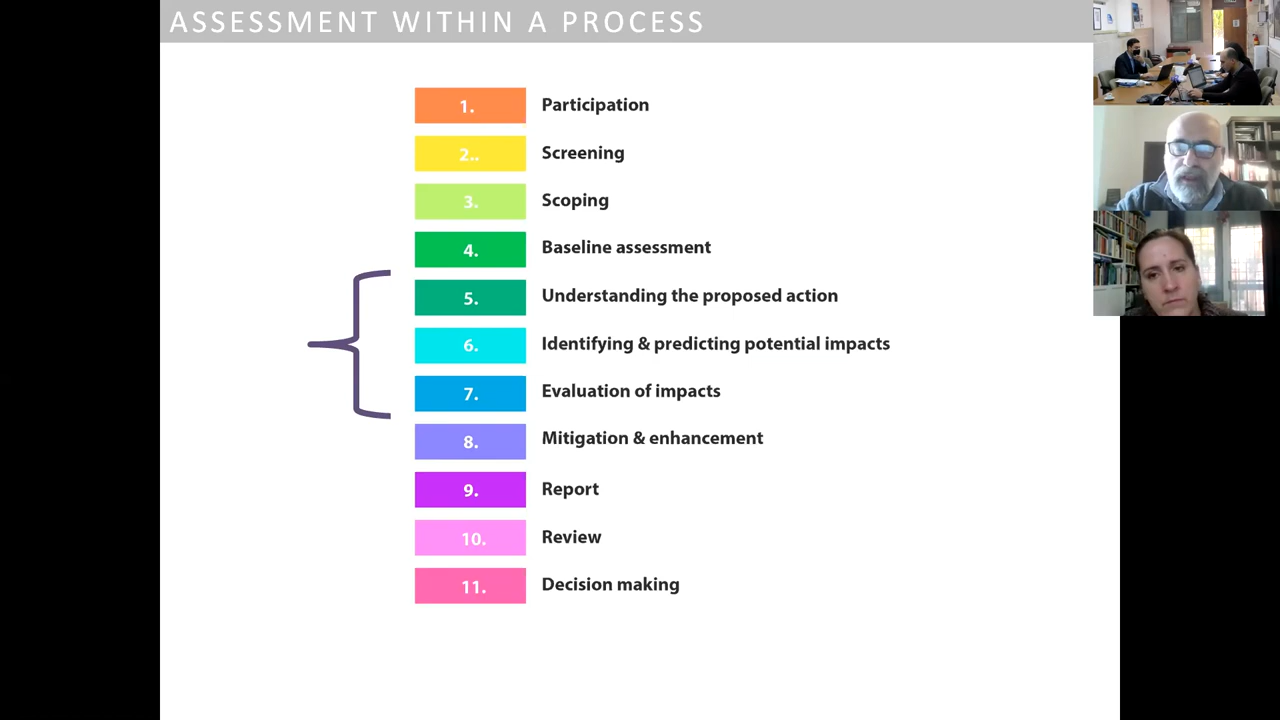 ASSESSMENT WITHIN A PROCESS
1. Participation
2.. Screening
3. Scoping
4. Baseline assessment
5. Understanding the proposed action
6. Identifying & predicting potential impacts
7. Evaluation of impacts
8. Mitigation & enhancement
9. Report
10. Review
11. Decision making